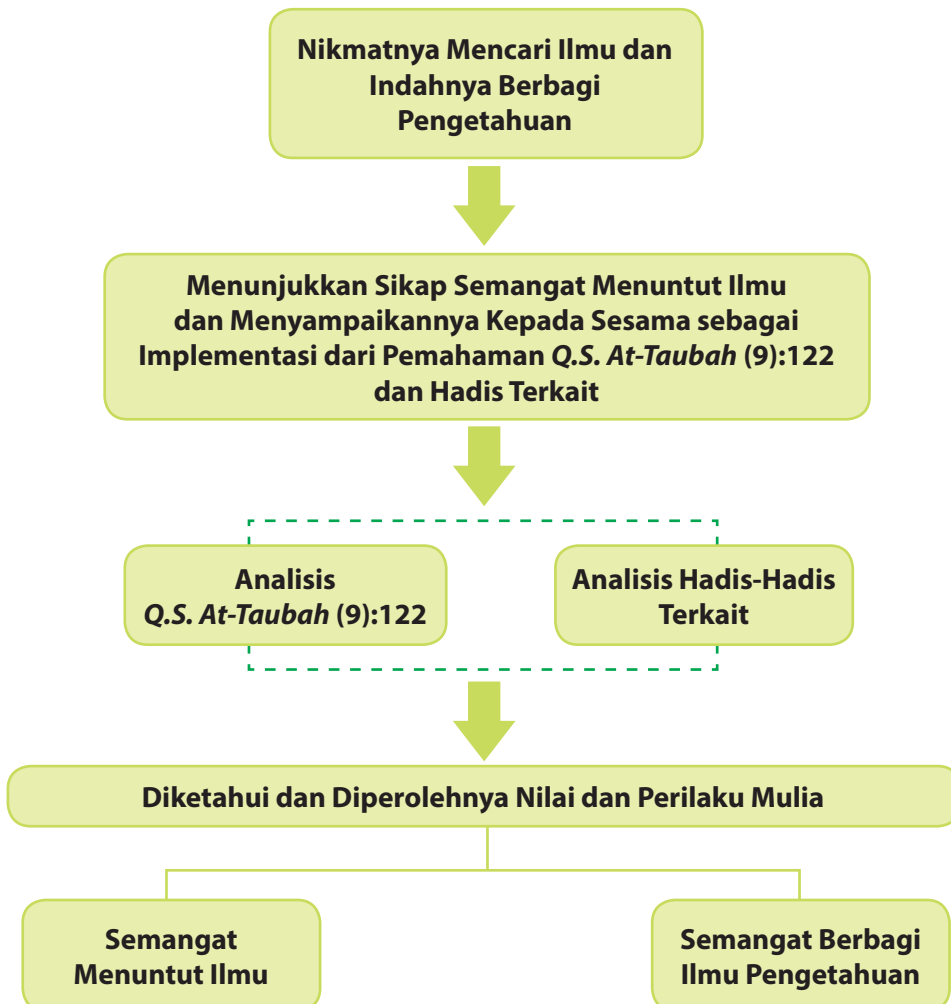 Nikmatnya Mencari Ilmu dan
Indahnya Berbagi
Pengetahuan
Menunjukkan Sikap Semangat Menuntut Ilmu
dan Menyampaikannya Kepada Sesama sebagai
Implementasi dari Pemahaman Q.S. At-Taubah (9):122
dan Hadis Terkait
Analisis
Q.S. At-Taubah (9):122
Analisis Hadis-Hadis
Terkait
Diketahui dan Diperolehnya Nilai dan Perilaku Mulia
Semangat
Menuntut Ilmu
Semangat Berbagi
Ilmu Pengetahuan